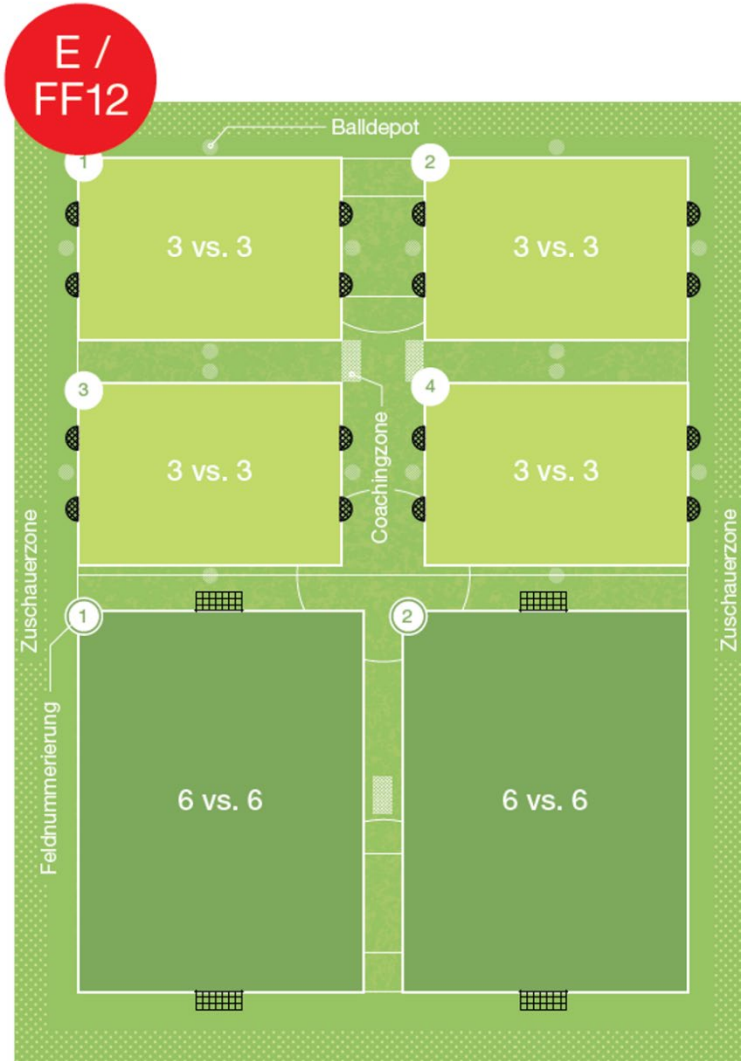 E /
FF12
Balldepot
1
2
3 vs. 3
3 vs. 3
3
4
3 vs. 3
3 vs. 3
Coachingzone
Zuschauerzone
Zuschauerzone
1
2
Feldnummerierung
6 vs. 6
6 vs. 6